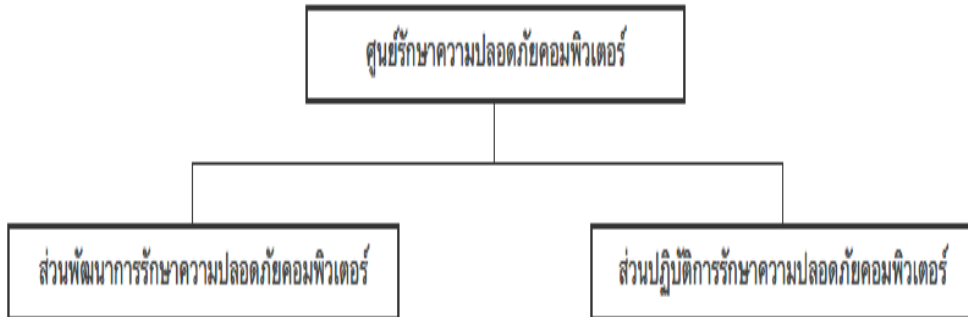 ศูนย์รักษาความปลอดภัยคอมพิวเตอร์
ส่วนพัฒนาการรักษาความปลอดภัยคอมพิวเตอร์
ส่วนปฏิบัติการรักษาความปลอดภัยคอมพิวเตอร์